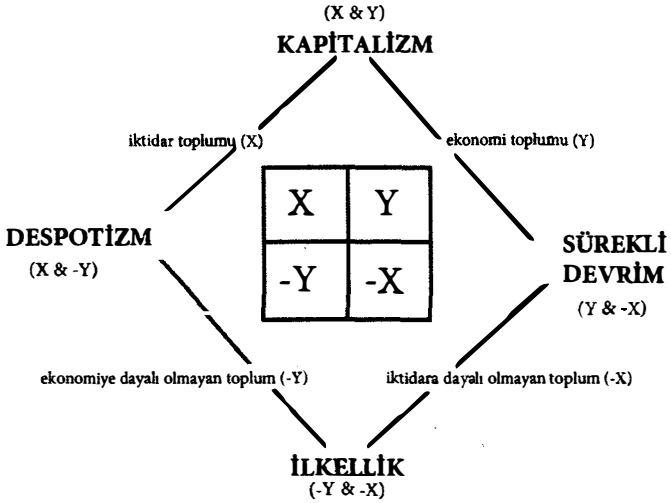 (X & Y)
KAPİTALİZM
iktidar toplumu (X)
ekonomi toplumu (Y)
X
Y
DESPOTİZM
(X & -Y)
SÜREKLİ
DEVRİM
(Y & -X)
-Y
-X
ekonomiye dayalı olmayan toplum (-Y)
iktidara dayalı olmayan toplum (-X)
İLKELLİK
(-Y & -X)